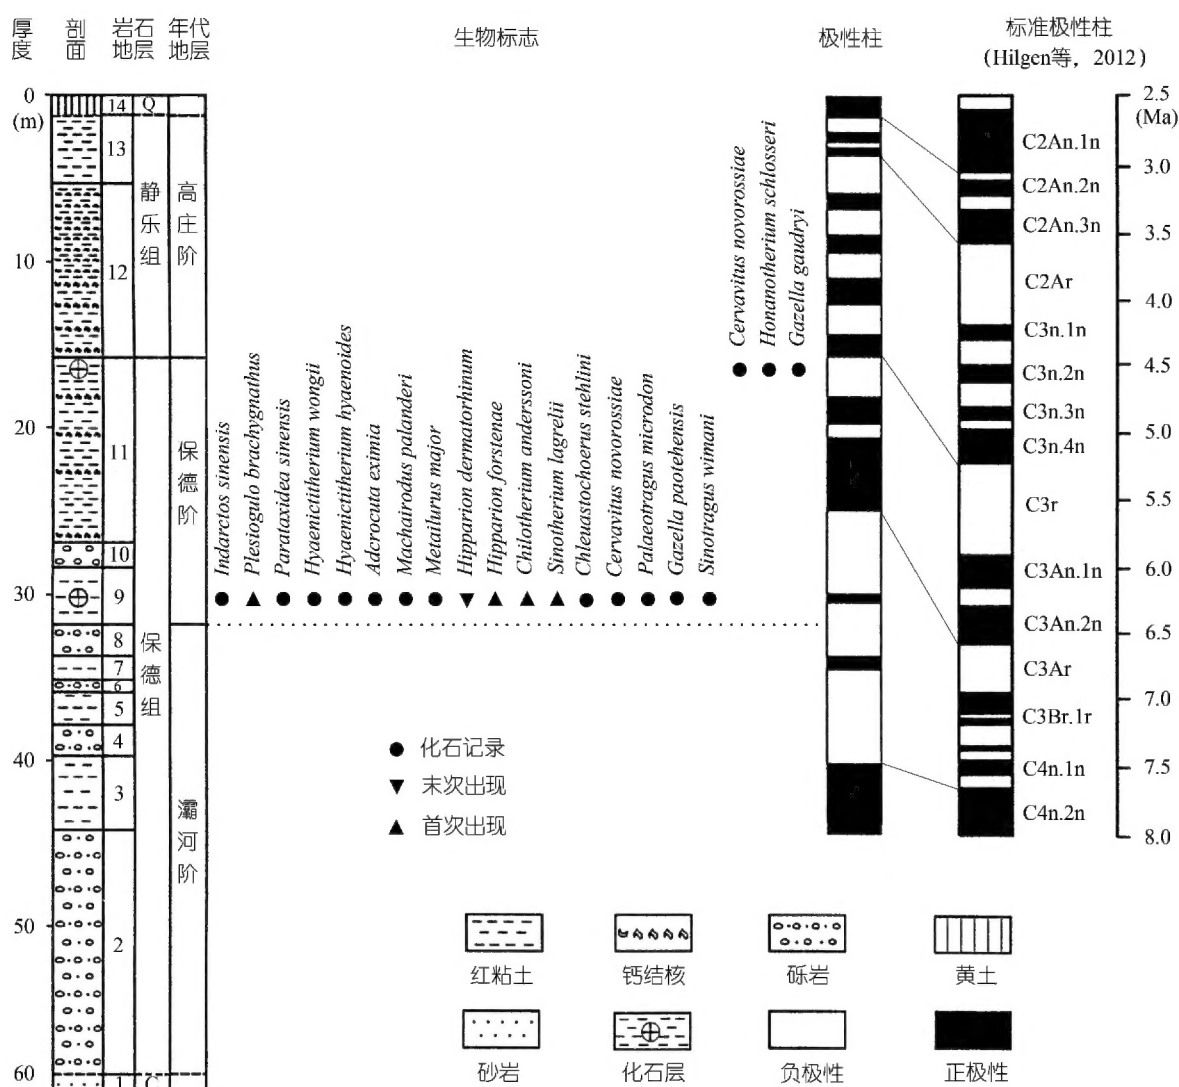 厚度
剖面
岩石地层
年代地层
生物标志
极性柱
标准极性柱
(Hilgen等，2012)
0
(m)
10
20
30
40
50
60
14
13
12
11
10
9
8
7
6
5
4
3
2
1
Q
静乐组
保德组
C
高庄阶
保德阶
灞河阶
Indarctos sinensis
Plesiogulo brachygnathus
Parataxidea sinensis
Hyaenictitherium wongii
Hyaenictitherium hyaenoides
Adcrocuta eximia
Machairodus palanderi
Metailurus major
Hipparion dermatorhinum
Hipparion forstenae
Chilotherium anderssoni
Sinotherium lagrelii
Chleuastochoerus stehlini
Cervavitus novorossiae
Palaeotragus microdon
Gazella paotehensis
Sinotragus wimani
Cervavitus novorossiae
Honanotherium schlosseri
Gazella gaudryi
C2An.1n
C2An.2n
C2An.3n
C2Ar
C3n.1n
C3n.2n
C3n.3n
C3n.4n
C3r
C3An.1n
C3An.2n
C3Ar
C3Br.1r
C4n.1n
C4n.2n
2.5
(Ma)
3.0
3.5
4.0
4.5
5.0
5.5
6.0
6.5
7.0
7.5
8.0
化石记录
末次出现
首次出现
红粘土
钙结核
砾岩
黄土
砂岩
化石层
负极性
正极性